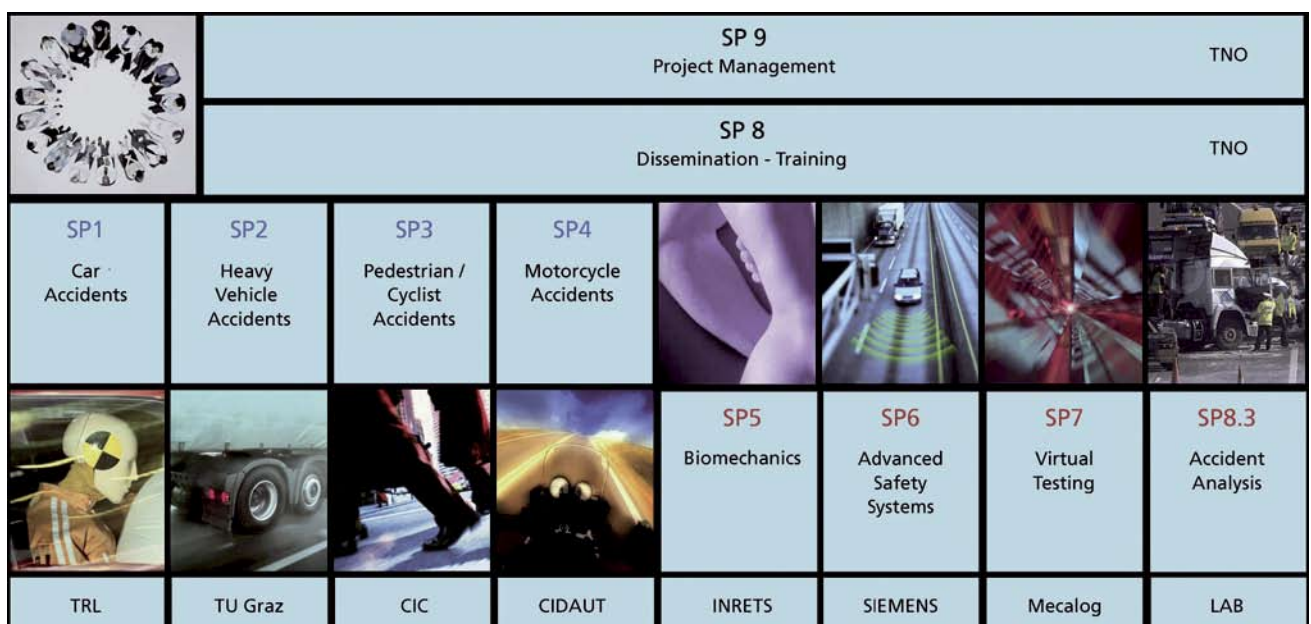 SP 9
Project Management
TNO
SP 8
Dissemination - Training
TNO
SP1
Car
Accidents
SP2
Heavy
Vehicle
Accidents
SP3
Pedestrian /
Cyclist
Accidents
SP4
Motorcycle
Accidents
SP5
Biomechanics
SP6
Advanced
Safety
Systems
SP7
Virtual
Testing
SP8.3
Accident
Analysis
TRL
TU Graz
CIC
CIDAUT
INRETS
SIEMENS
Mecalog
LAB